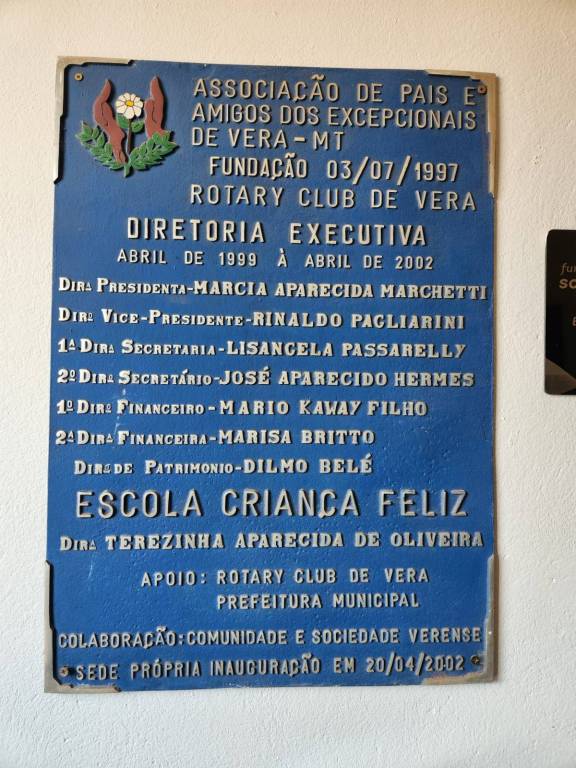 ASSOCIAÇÃO DE PAIS E
AMIGOS DOS EXCEPCIONAIS
DE VERA-MT
FUNDAÇÃO 03/07/1997
ROTARY CLUB DE VERA
DIRETORIA EXECUTIVA
ABRIL DE 1999 À ABRIL DE 2002
DIRª PRESIDENTA-MARCIA APARECIDA MARCHETTI
DIRº VICE-PRESIDENTE-RINALDO PAGLIARINI
1ª DIRª SECRETARIA-LISANGELA PASSARELLY
2º DIRº SECRETÁRIO-JOSÉ APARECIDO HERMES
1º DIRº FINANCEIRO-MARIO KAWAY FILHO
2ª DIRª FINANCEIRA-MARISA BRITTO
DIRº DE PATRIMONIO-DILMO BELÉ
ESCOLA CRIANÇA FELIZ
DIRª TEREZINHA APARECIDA DE OLIVEIRA
APOIO: ROTARY CLUB DE VERA
PREFEITURA MUNICIPAL
COLABORAÇÃO: COMUNIDADE E SOCIEDADE VERENSE
SEDE PRÓPRIA INAUGURAÇÃO EM 20/04/2002